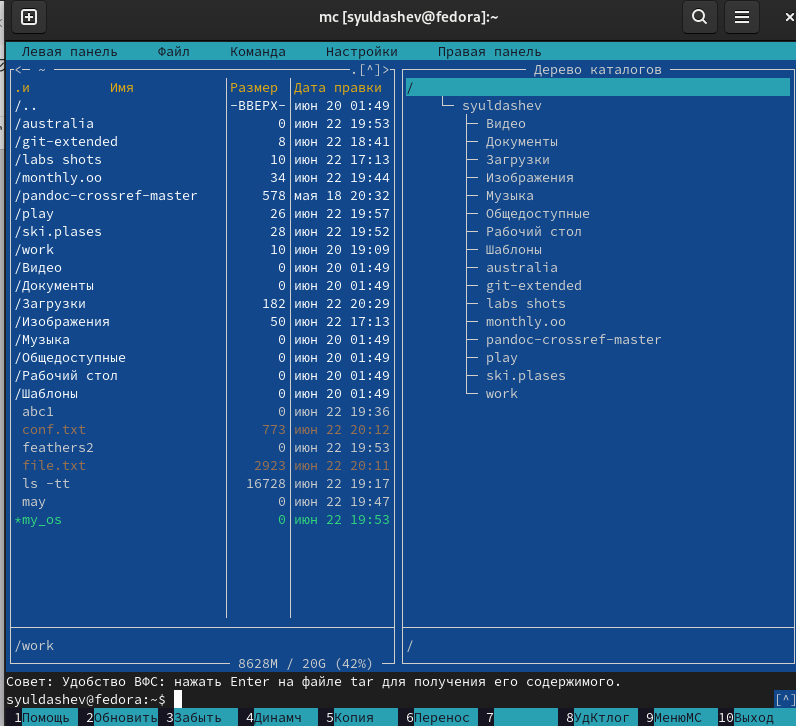 mc [syuldashev@fedora]:~
Левая панель Файл Команда Настройки Правая панель
<— ~ .[^]> Дерево каталогов
.и Имя Размер Дата правки /
/.. -ВВЕРХ- июн 20 01:49 syuldashev
/australia 0 июн 22 19:53 Видео
/git-extended 8 июн 22 18:41 Документы
/labs shots 10 июн 22 17:13 Загрузки
/monthly.oo 34 июн 22 19:44 Изображения
/pandoc-crossref-master 578 мая 18 20:32 Музыка
/play 26 июн 22 19:57 Общедоступные
/ski.plases 28 июн 22 19:52 Рабочий стол
/work 10 июн 20 19:09 Шаблоны
/Видео 0 июн 20 01:49 australia
/Документы 0 июн 20 01:49 git-extended
/Загрузки 182 июн 22 20:29 labs shots
/Изображения 50 июн 22 17:13 monthly.oo
/Музыка 0 июн 20 01:49 pandoc-crossref-master
/Общедоступные 0 июн 20 01:49 play
/Рабочий стол 0 июн 20 01:49 ski.plases
/Шаблоны 0 июн 20 01:49 work
abc1 0 июн 22 19:36
conf.txt 773 июн 22 20:12
feathers2 0 июн 22 19:53
file.txt 2923 июн 22 20:11
ls -tt 16728 июн 22 19:17
may 0 июн 22 19:47
*my_os 0 июн 22 19:53
/work /
8628M / 20G (42%)
Совет: Удобство ВФС: нажать Enter на файле tar для получения его содержимого.
syuldashev@fedora:~$ [^]
1Помощь 2Обновить 3Забыть 4Динамч 5Копия 6Перенос 7 8УдКтлог 9МенюМС 10Выход